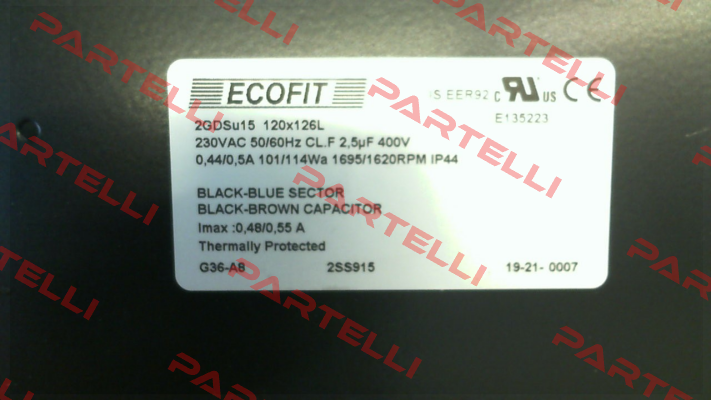 ECOFIT
IS EER92 c RU US CE
E135223
2GDSu15 120x126L
230VAC 50/60Hz CL.F 2,5µF 400V
0,44/0,5A 101/114Wa 1695/1620RPM IP44
BLACK-BLUE SECTOR
BLACK-BROWN CAPACITOR
Imax :0,48/0,55 A
Thermally Protected
G36-A8 2SS915 19-21- 0007
PARTELLI
PARTELLI
PARTELLI
PARTELLI
PARTELLI
PARTELLI
PARTELLI